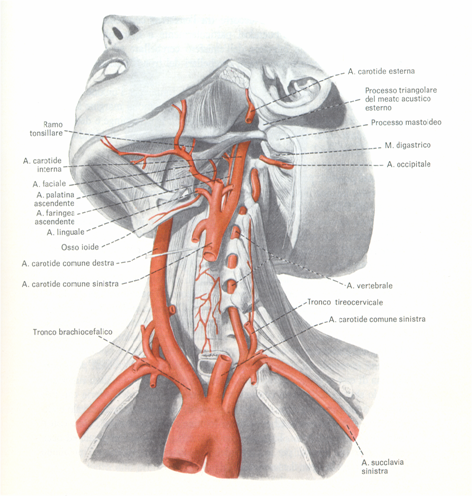 A. carotide esterna
Processo triangolare
del meatc acustico
esterno
Processo mastoideo
M. digastrico
A. occipitale
Ramo
tonsillare
A. carotide
interna
A. faciale
A. palatina
ascendente
A. faringea
ascendente
A. linguale
Osso ioide
A. carotide comune destra
A. carotide comune sinistra
A. vertebrale
Tronco tireocervicale
A. carotide comune sinistra
Tronco brachiocefalico
A. succlavia
sinistra